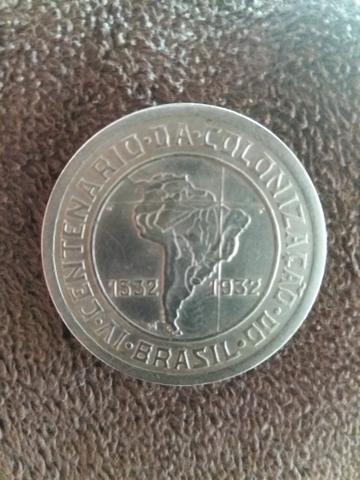 IV·CENTENARIO·DA·COLONIZAÇÃO·DO·BRASIL·
1532 1932